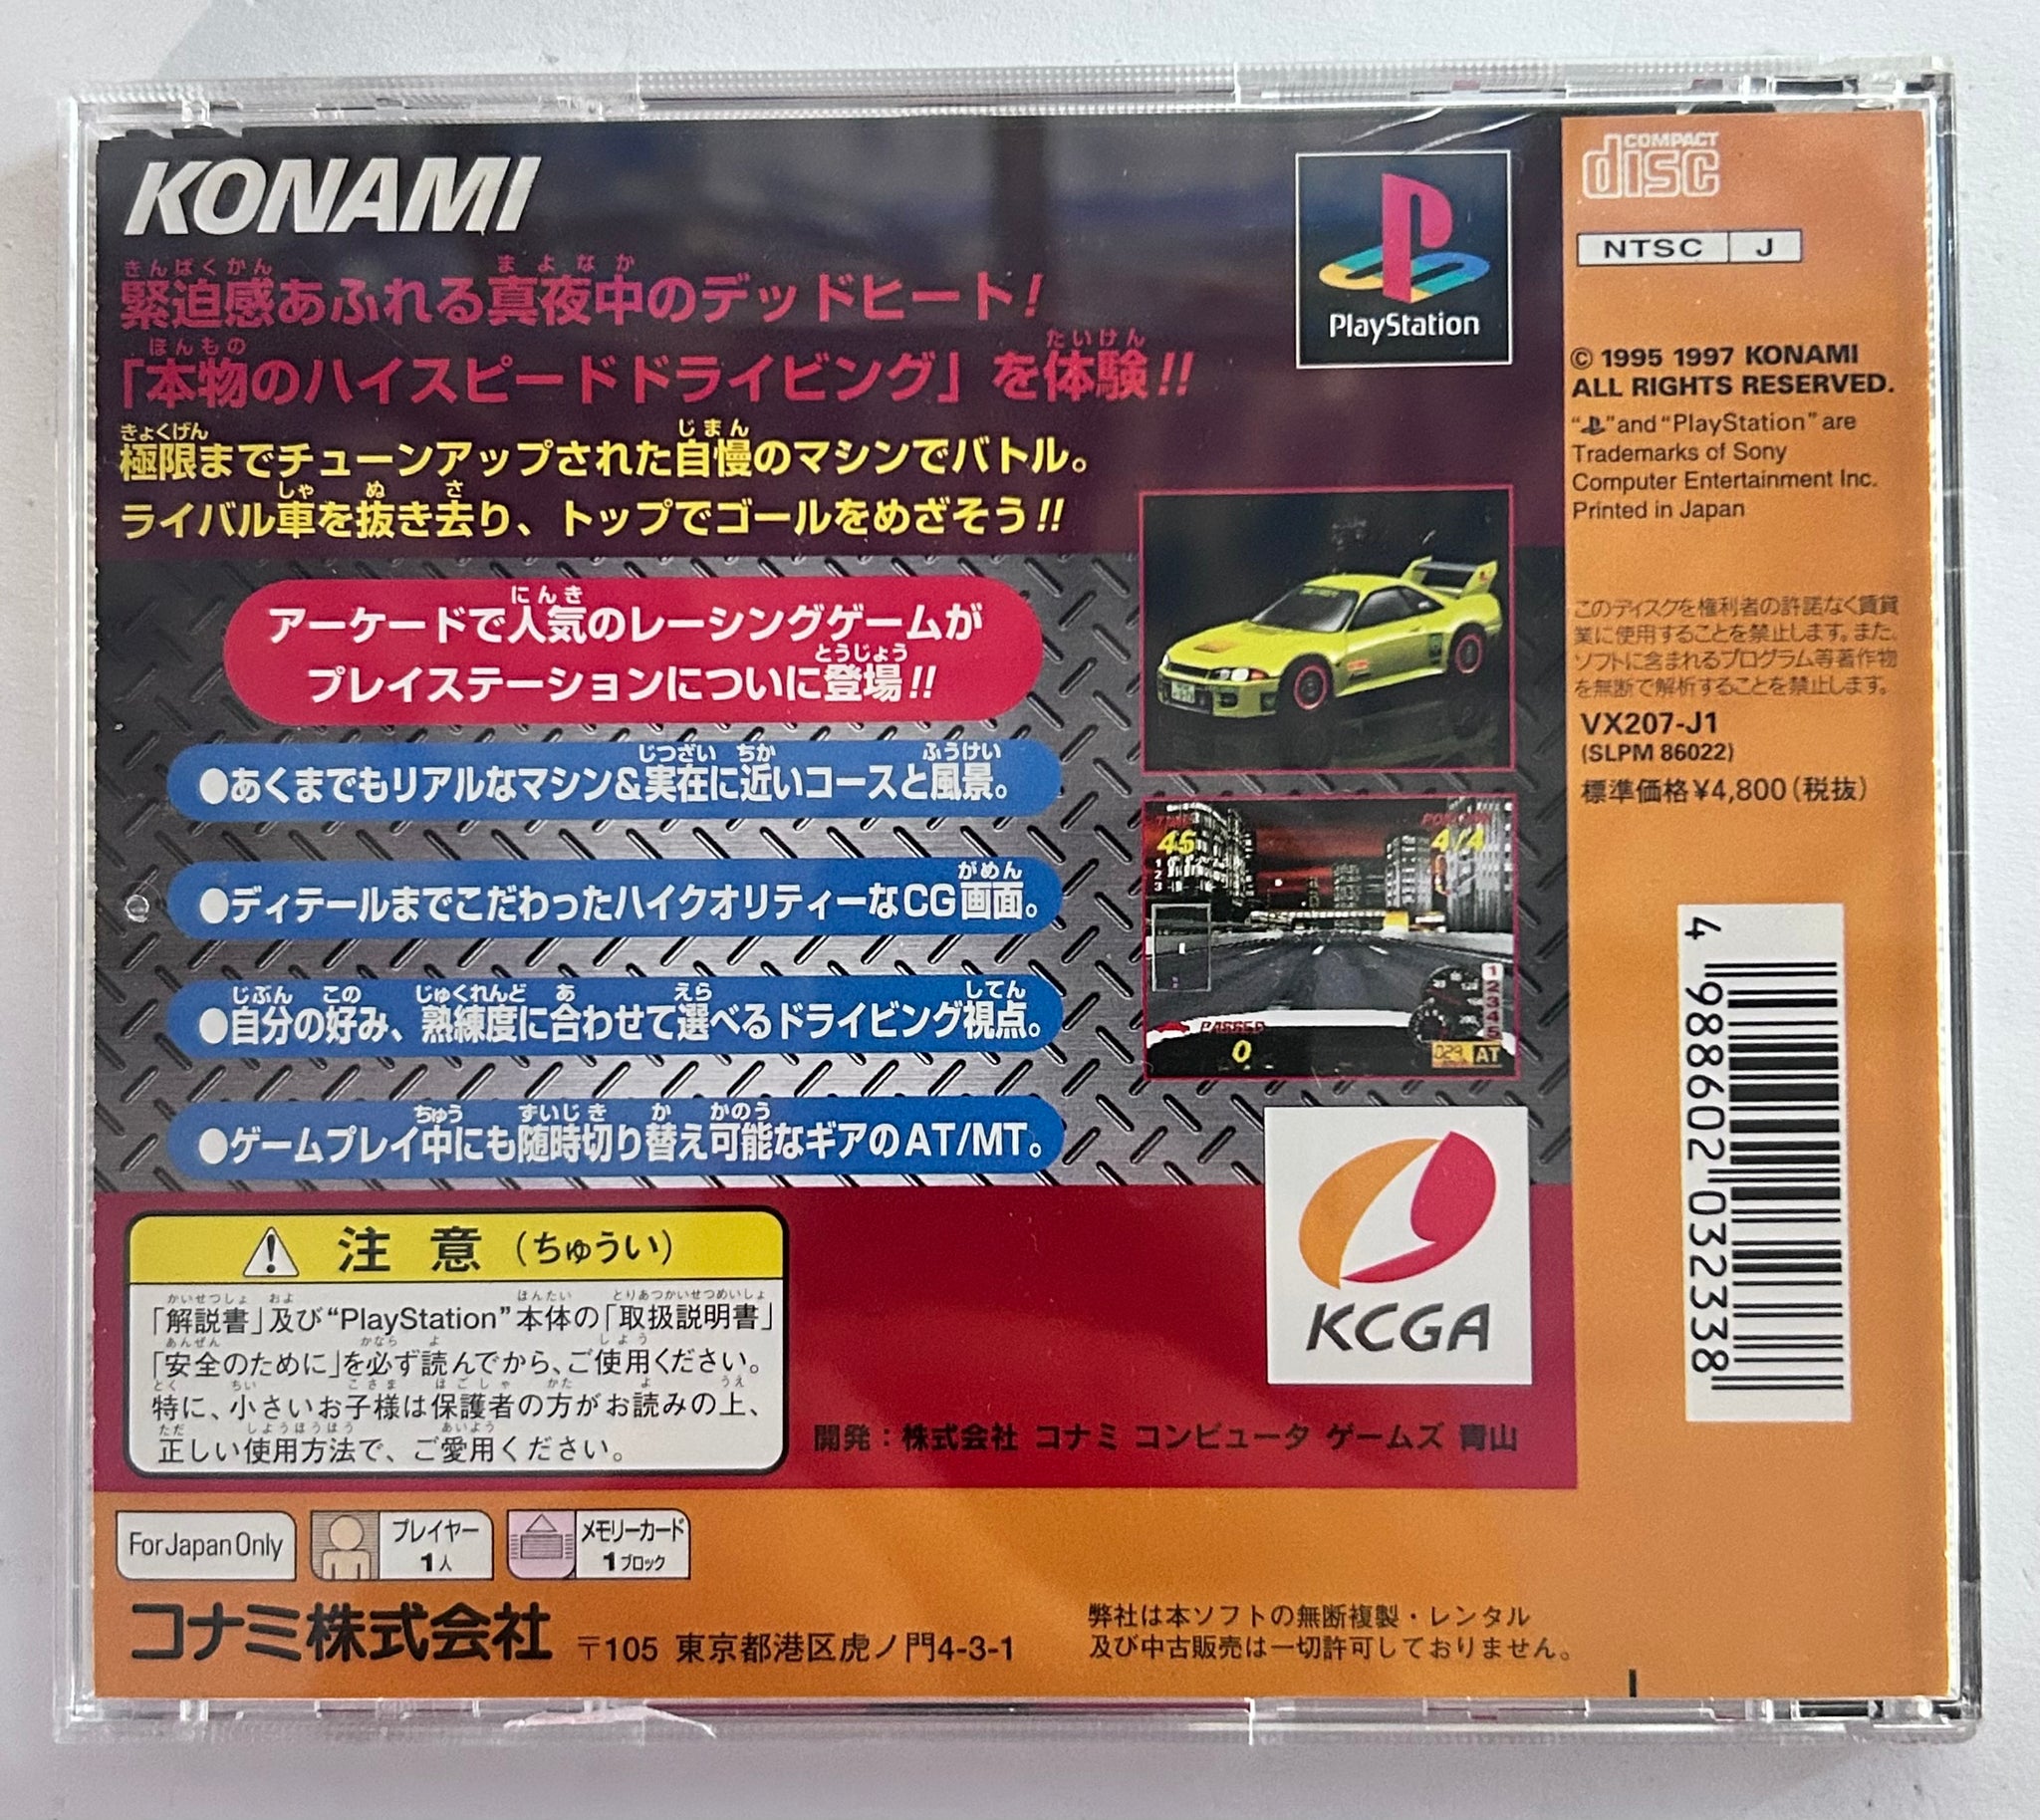 KONAMI
緊迫感あふれる真夜中のデッドヒート!
「本物のハイスピードドライビング」を体験!!
極限までチューンアップされた自慢のマシンでバトル。
ライバル車を抜き去り、トップでゴールをめざそう!!
アーケードで人気のレーシングゲームが
プレイステーションについに登場!!
●あくまでもリアルなマシン&実在に近いコースと風景。
●ディテールまでこだわったハイクオリティーなCG画面。
●自分の好み、熟練度に合わせて選べるドライビング視点。
●ゲームプレイ中にも随時切り替え可能なギアのAT/MT。
PlayStation
45
4/4
PASSED
0
1
2
3
4
5
AT
KCGA
注意(ちゅうい)
「解説書」及び“PlayStation”本体の「取扱説明書」
「安全のために」を必ず読んでから、ご使用ください。
特に、小さいお子様は保護者の方がお読みの上、
正しい使用方法で、ご愛用ください。
開発:株式会社 コナミ コンピュータ ゲームズ 青山
For Japan Only
プレイヤー
1人
メモリーカード
1ブロック
コナミ株式会社 〒105 東京都港区虎ノ門4-3-1
弊社は本ソフトの無断複製・レンタル
及び中古販売は一切許可しておりません。
COMPACT
disc
NTSC J
© 1995 1997 KONAMI
ALL RIGHTS RESERVED.
“ ”and“PlayStation”are
Trademarks of Sony
Computer Entertainment Inc.
Printed in Japan
このディスクを権利者の許諾なく賃貸
業に使用することを禁止します。また、
ソフトに含まれるプログラム等著作物
を無断で解析することを禁止します。
VX207-J1
(SLPM 86022)
標準価格¥4,800(税抜)
4 988602 032338